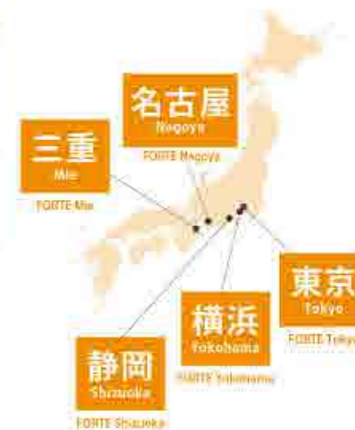 名古屋
Nagoya
FORTE Nagoya
三重
Mie
FORTE Mie
東京
Tokyo
FORTE Tokyo
横浜
Yokohama
FORTE Yokohama
静岡
Shizuoka
FORTE Shizuoka